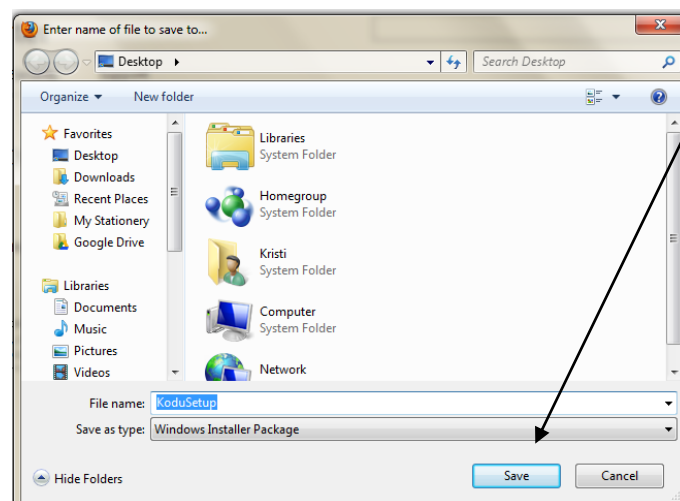 Enter name of file to save to...
Desktop
Search Desktop
Organize
New folder
Favorites
Desktop
Downloads
Recent Places
My Stationery
Google Drive
Libraries
Documents
Music
Pictures
Videos
Libraries
System Folder
Homegroup
System Folder
Kristi
System Folder
Computer
System Folder
Network
File name: KoduSetup
Save as type: Windows Installer Package
Hide Folders
Save
Cancel